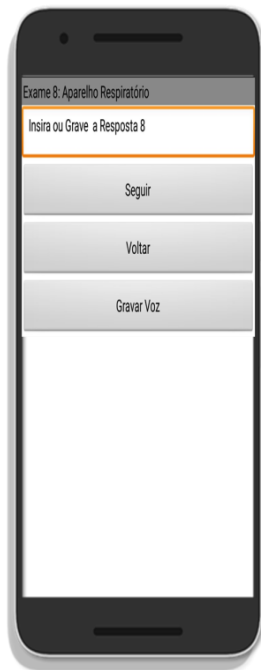 Exame 8: Aparelho Respiratório
Insira ou Grave a Resposta 8
Seguir
Voltar
Gravar Voz